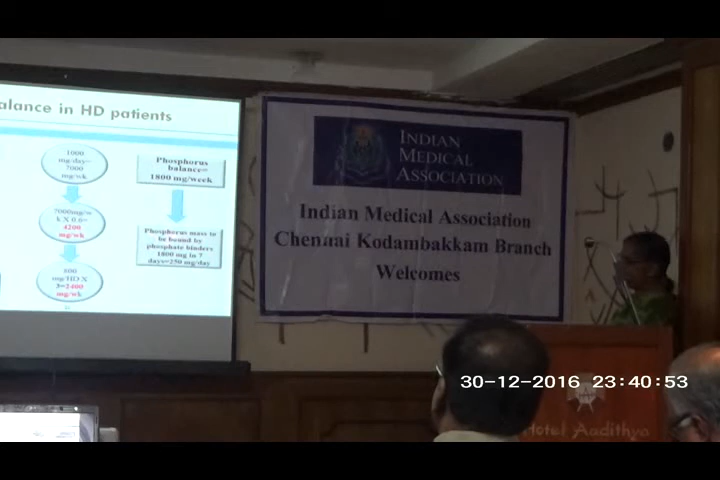 alance in HD patients
1000
mg/day=
7000
mg/wk
7000mg/w
k X 0.6=
4200
mg/wk
800
mg/HD X
3=2400
mg/wk
Phosphorus
balance=
1800 mg/week
Phosphorus mass to
be bound by
phosphate binders
1800 mg in 7
days=250 mg/day
INDIAN
MEDICAL
ASSOCIATION
Indian Medical Association
Chennai Kodambakkam Branch
Welcomes
30-12-2016 23:40:53
Hotel Aadithya